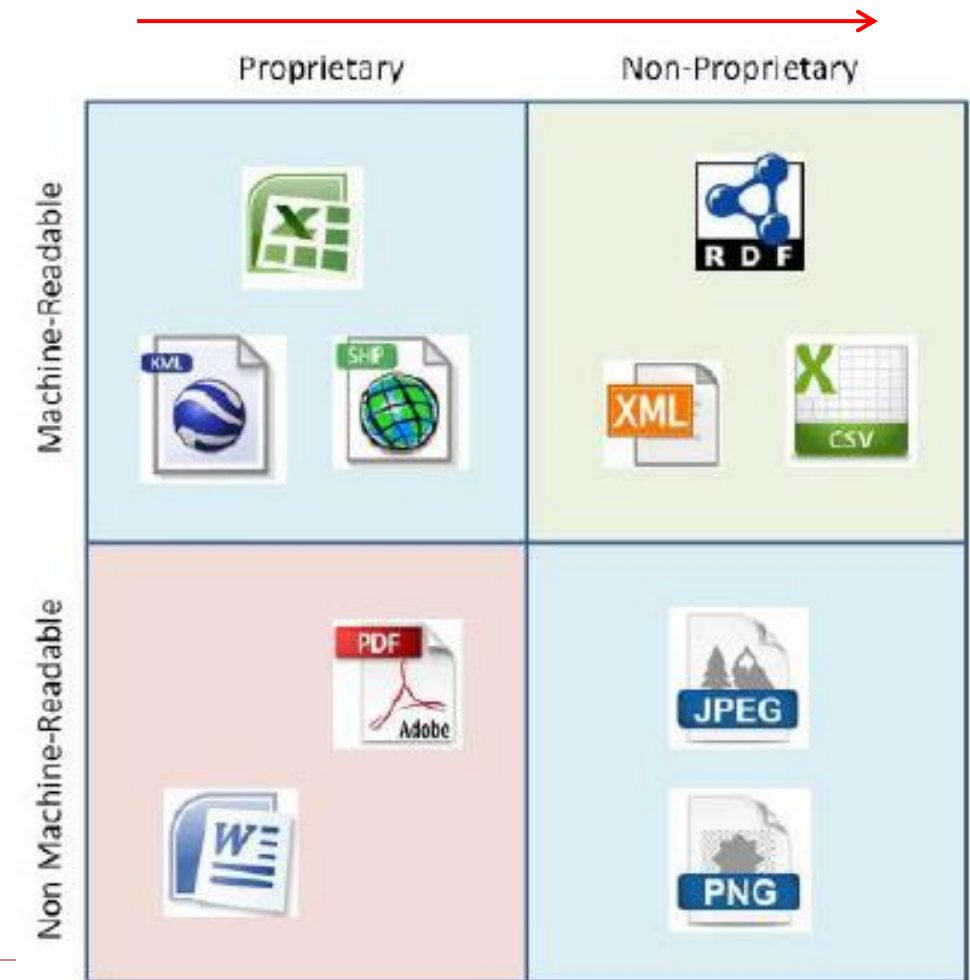 Proprietary
Non-Proprietary
Machine-Readable
X
RDF
KML
SHP
XML
X
CSV
Non Machine-Readable
PDF
Adobe
JPEG
W
PNG